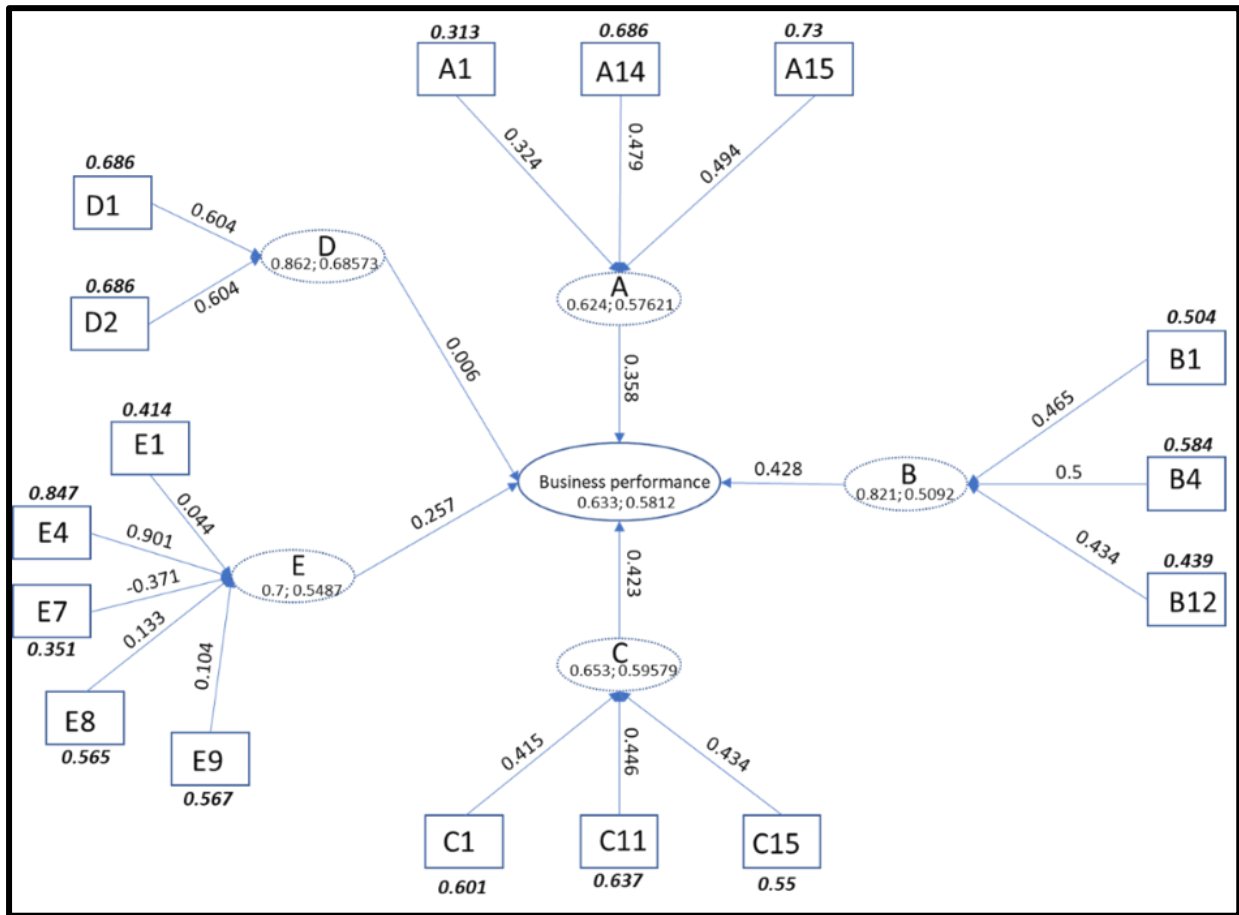 0.313
0.686
0.73
A1
A14
A15
0.324
0.479
0.494
0.686
D1
0.604
D
0.862; 0.68573
0.686
D2
0.604
A
0.624; 0.57621
0.006
0.358
0.504
B1
0.465
0.414
E1
0.584
B4
0.5
B
0.821; 0.5092
0.428
Business performance
0.633; 0.5812
0.847
E4
0.044
0.901
0.257
0.434
0.439
B12
E
0.7; 0.5487
E7
-0.371
0.351
0.133
0.104
0.423
C
0.653; 0.59579
E8
0.565
E9
0.567
0.415
0.446
0.434
C1
C11
C15
0.601
0.637
0.55